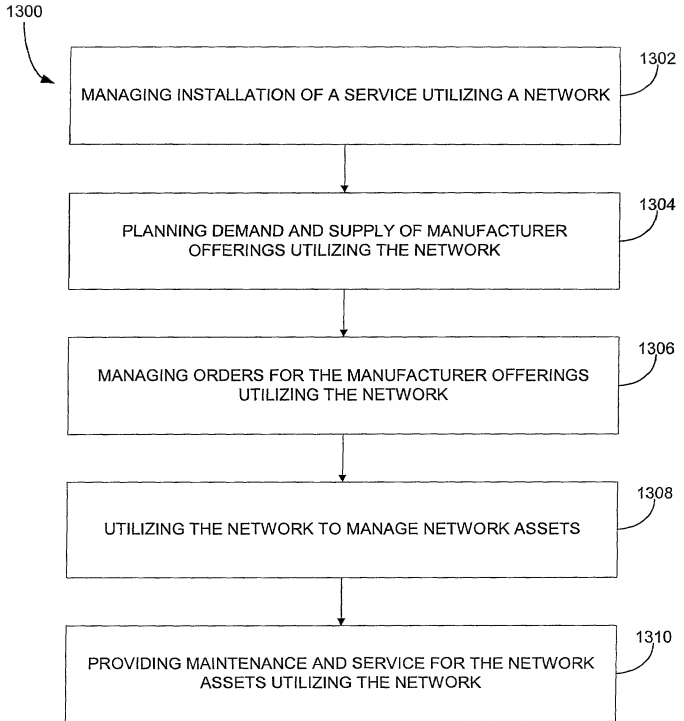 1300
1302
MANAGING INSTALLATION OF A SERVICE UTILIZING A NETWORK
1304
PLANNING DEMAND AND SUPPLY OF MANUFACTURER
OFFERINGS UTILIZING THE NETWORK
1306
MANAGING ORDERS FOR THE MANUFACTURER OFFERINGS
UTILIZING THE NETWORK
1308
UTILIZING THE NETWORK TO MANAGE NETWORK ASSETS
1310
PROVIDING MAINTENANCE AND SERVICE FOR THE NETWORK
ASSETS UTILIZING THE NETWORK